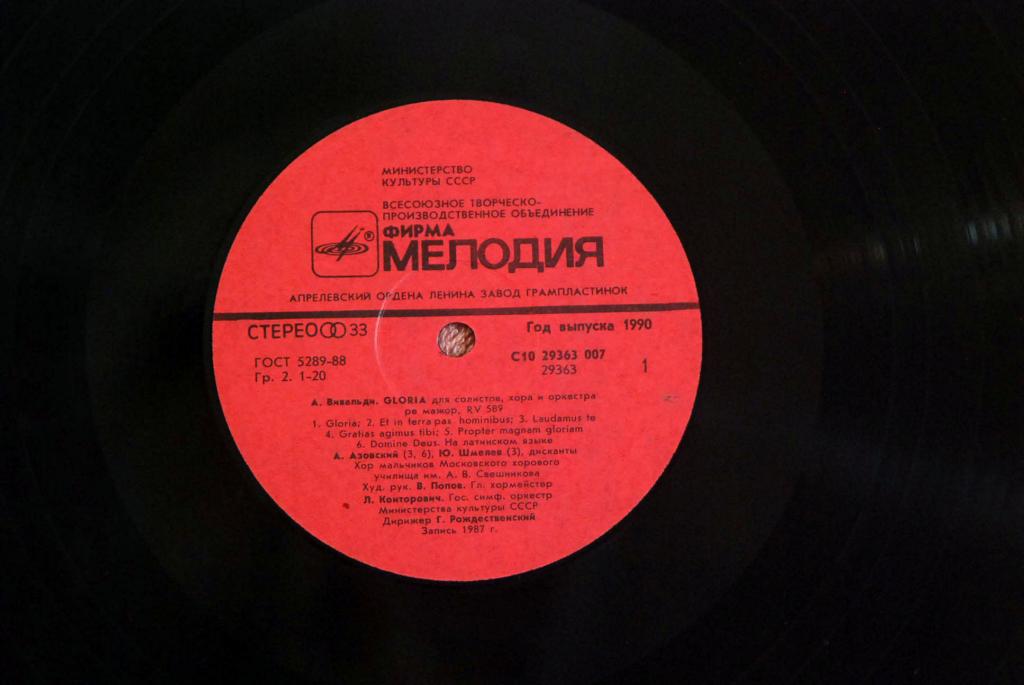 МИНИСТЕРСТВО
КУЛЬТУРЫ СССР
ВСЕСОЮЗНОЕ ТВОРЧЕСКО-
ПРОИЗВОДСТВЕННОЕ ОБЪЕДИНЕНИЕ
ФИРМА
®
МЕЛОДИЯ
АПРЕЛЕВСКИЙ ОРДЕНА ЛЕНИНА ЗАВОД ГРАМПЛАСТИНОК
СТЕРЕО 33
Год выпуска 1990
ГОСТ 5289-88
Гр. 2. 1-20
С10 29363 007
29363
1
А. Вивальди. GLORIA для солистов, хора и оркестра
ре мажор, RV 589
1. Gloria; 2. Et in terra pax hominibus; 3. Laudamus te
4. Gratias agimus tibi; 5. Propter magnam gloriam
6. Domine Deus. На латинском языке
А. Азовский (3, 6), Ю. Шмелев (3), дисканты
Хор мальчиков Московского хорового
училища им. А. В. Свешникова
Худ. рук. В. Попов. Гл. хормейстер
Л. Конторович. Гос. симф. оркестр
Министерства культуры СССР
Дирижер Г. Рождественский
Запись 1987 г.